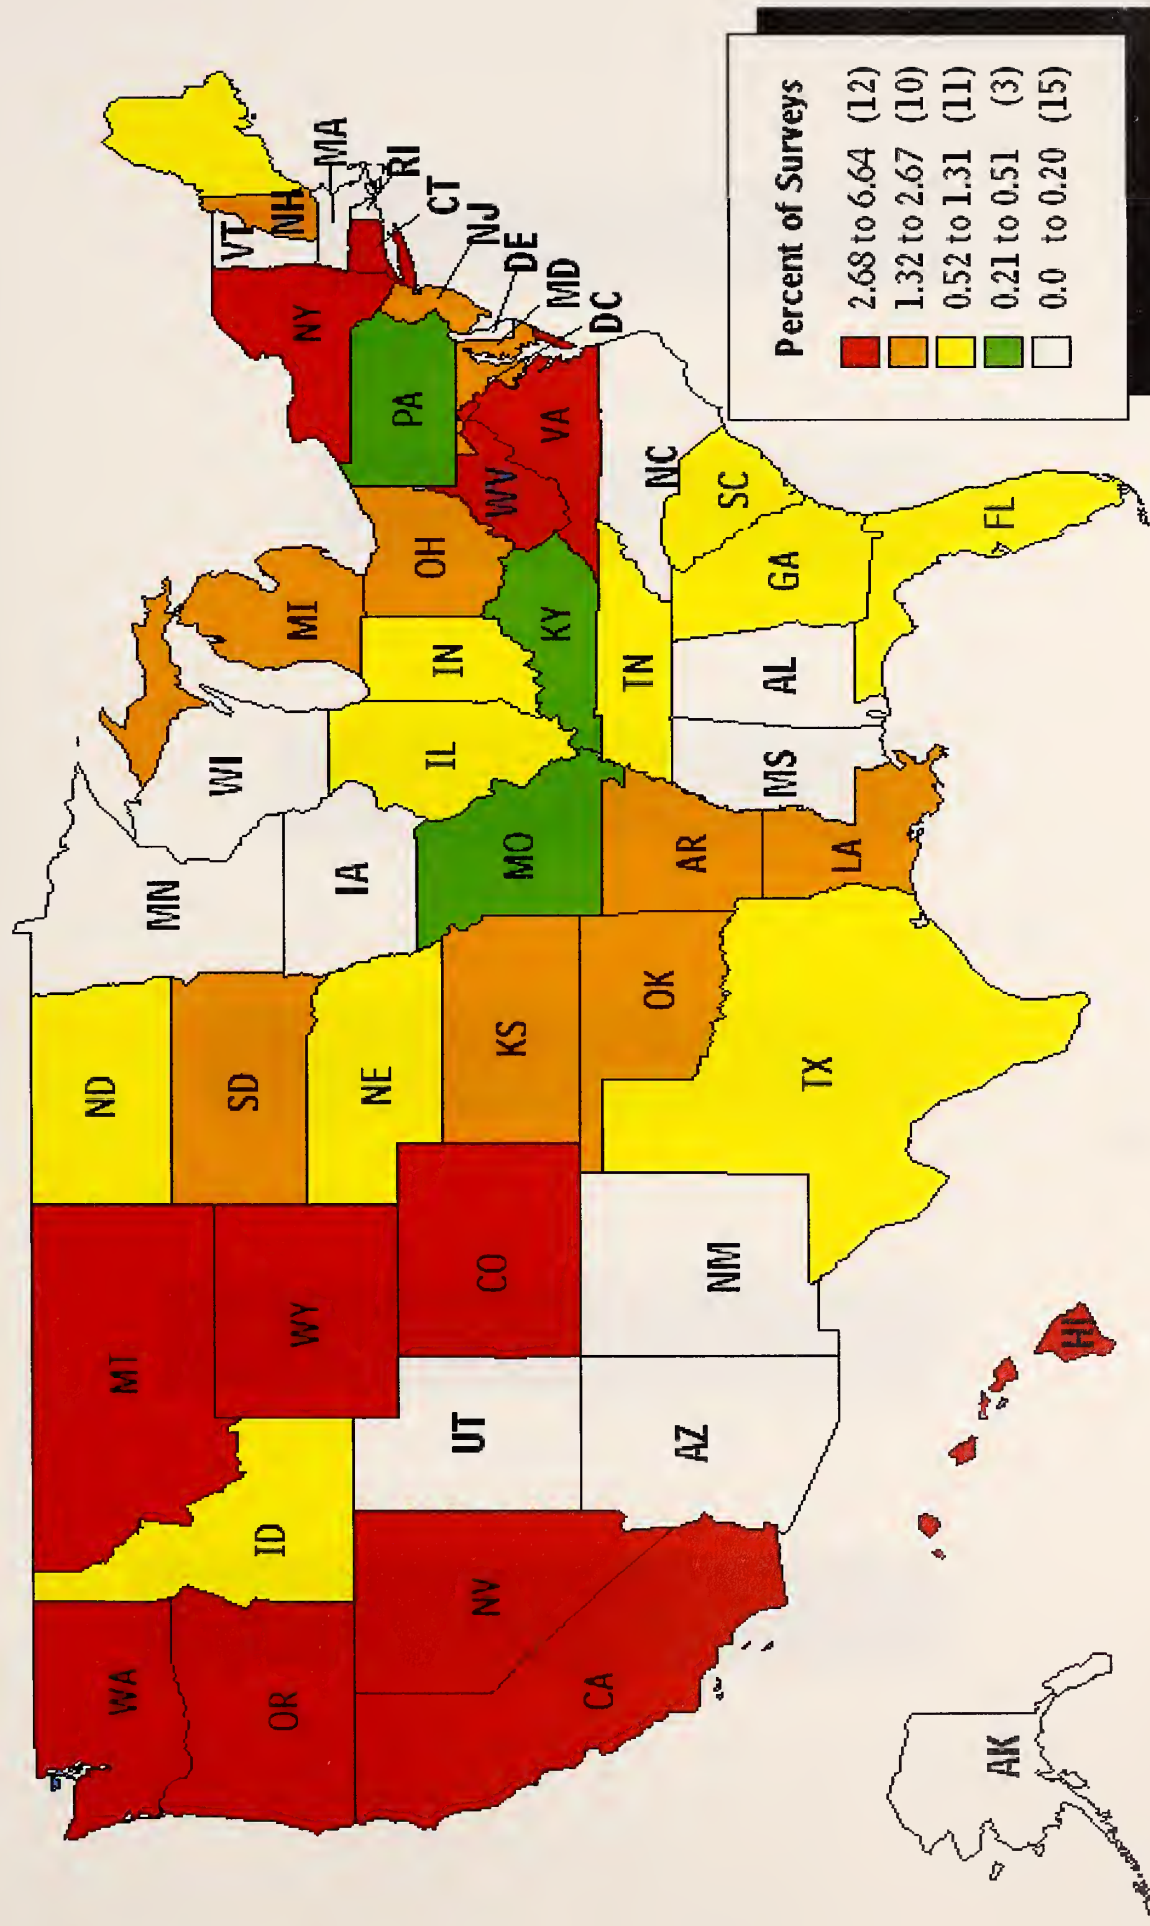 WA
MT
ND
MN
OR
ID
WY
SD
WI
MI
NV
UT
CO
NE
IA
IL
IN
OH
PA
NY
VT
NH
MA
RI
CT
NJ
DE
MD
DC
CA
AZ
NM
KS
MO
KY
WV
VA
OK
AR
TN
NC
SC
TX
LA
MS
AL
GA
FL
AK
HI
Percent of Surveys
2.68 to 6.64 (12)
1.32 to 2.67 (10)
0.52 to 1.31 (11)
0.21 to 0.51 (3)
0.0 to 0.20 (15)